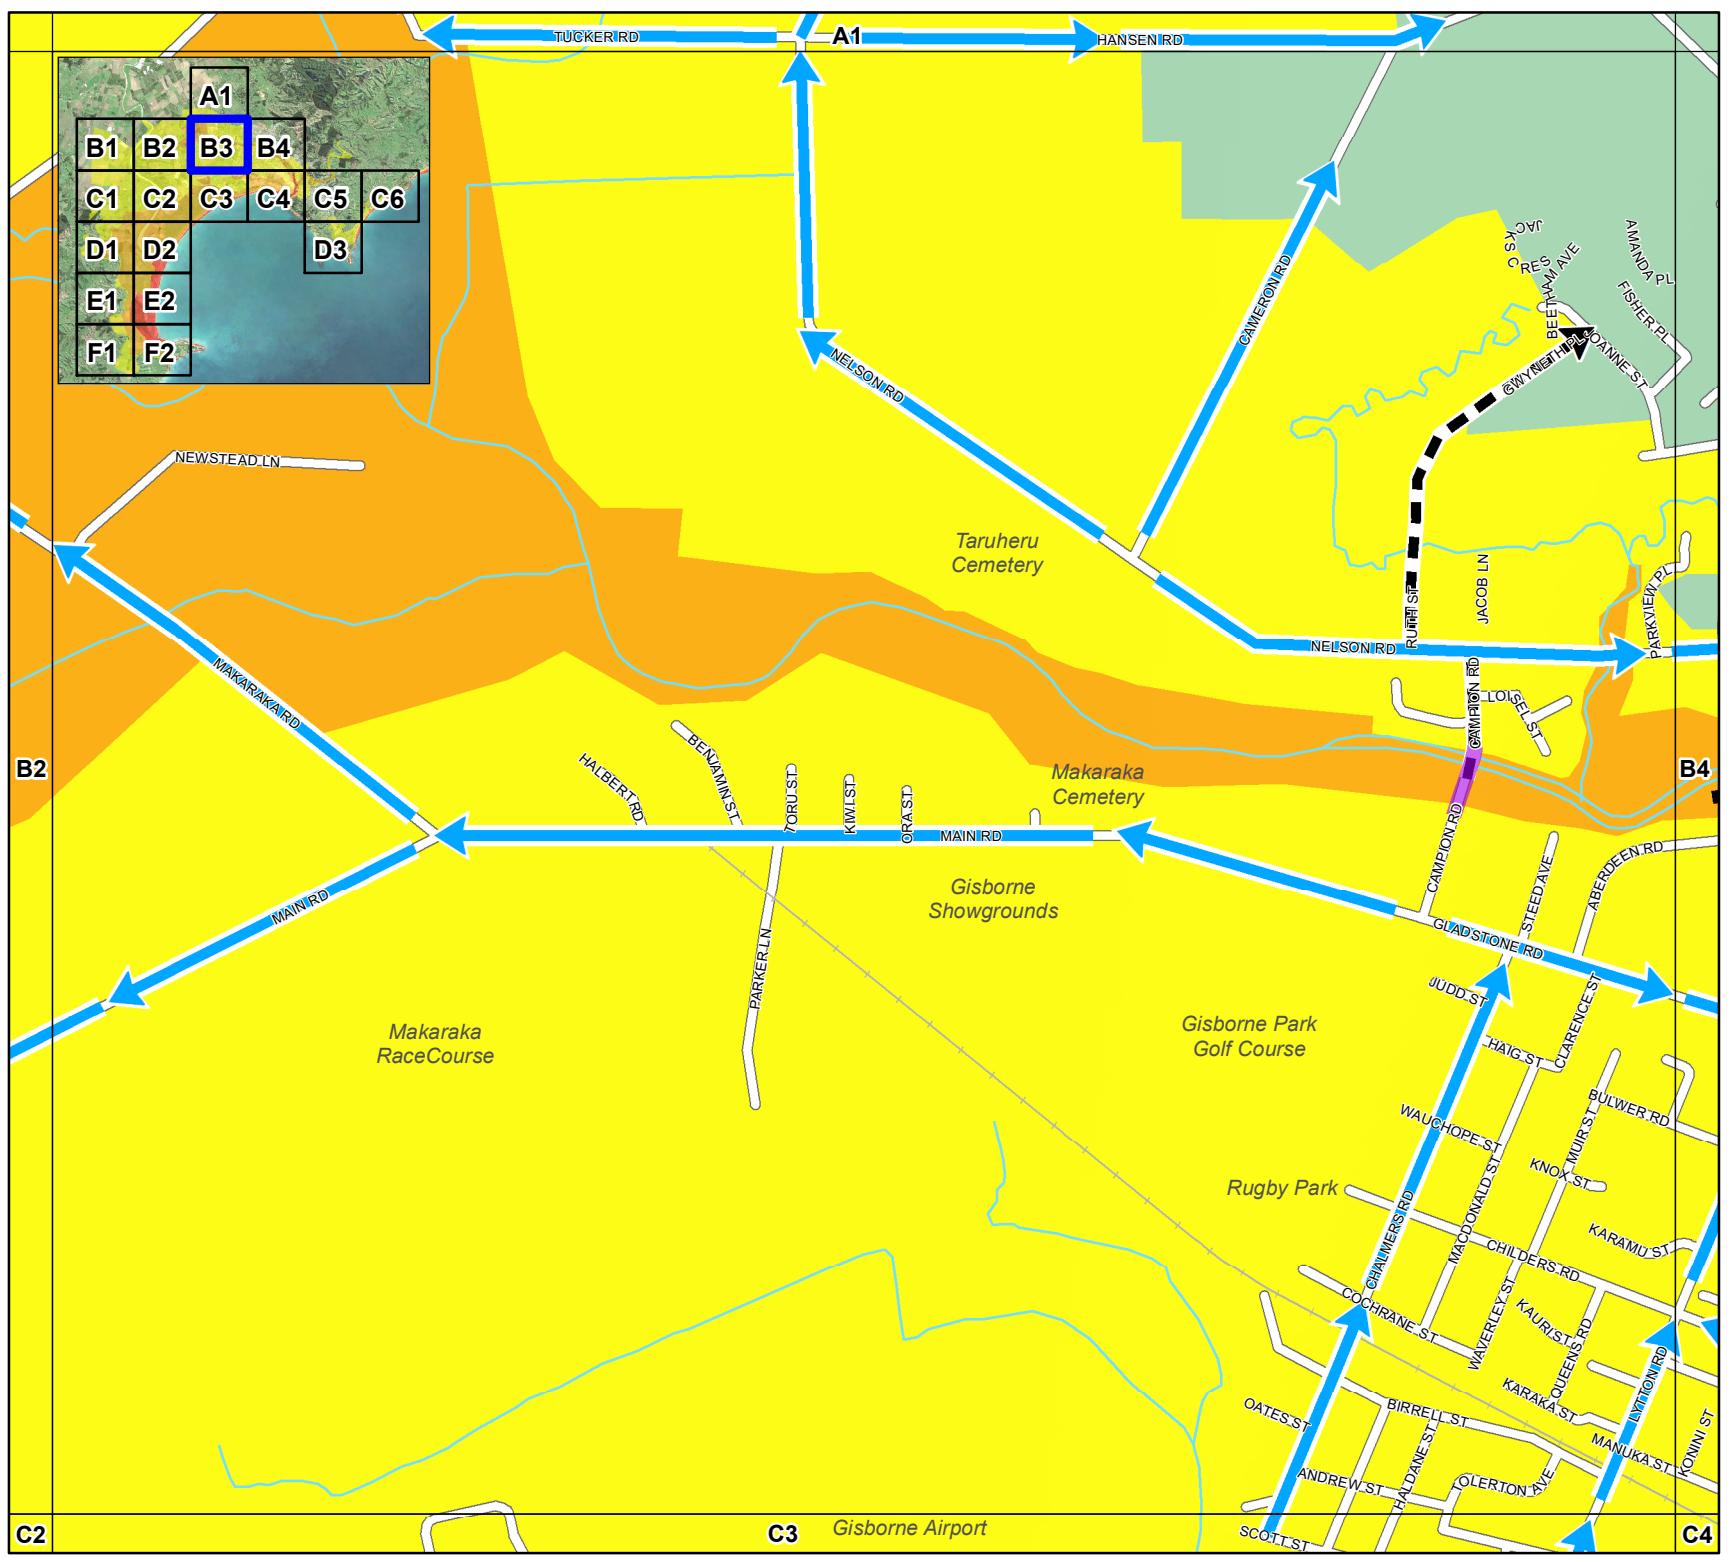 TUCKER RD
A1
HANSEN RD
A1
B1
B2
B3
B4
C1
C2
C3
C4
C5
C6
D1
D2
D3
E1
E2
F1
F2
JACKS C
RES
BEETHAM AVE
AMANDA PL
FISHER PL
CAMERON RD
NELSON RD
GWYNETH PL
JOANNE ST
NEWSTEAD LN
Taruheru
Cemetery
JACOB LN
RUTH ST
PARKVIEW PL
NELSON RD
MAKARAKA RD
CAMPION RD
LOI
SEL ST
B2
B4
HALBERT RD
BENJAMIN ST
TORU ST
KIWI ST
ORA ST
Makaraka
Cemetery
MAIN RD
CAMPION RD
STEED AVE
ABERDEEN RD
MAIN RD
Gisborne
Showgrounds
GLADSTONE RD
PARKER LN
JUDD ST
CLARENCE ST
Makaraka
RaceCourse
Gisborne Park
Golf Course
HAIG ST
BULWER RD
WAUCHOPE ST
MUIR ST
KNOX ST
Rugby Park
MACDONALD ST
CHALMERS RD
KARAMU ST
CHILDERS RD
COCHRANE ST
WAVERLEY ST
KAURI ST
QUEENS RD
LYTTON RD
KARAKA ST
OATES ST
BIRRELL ST
MANUKA ST
KONINI ST
HALDANE ST
ANDREW ST
TOLERTON AVE
C2
C3
Gisborne Airport
SCOTT ST
C4